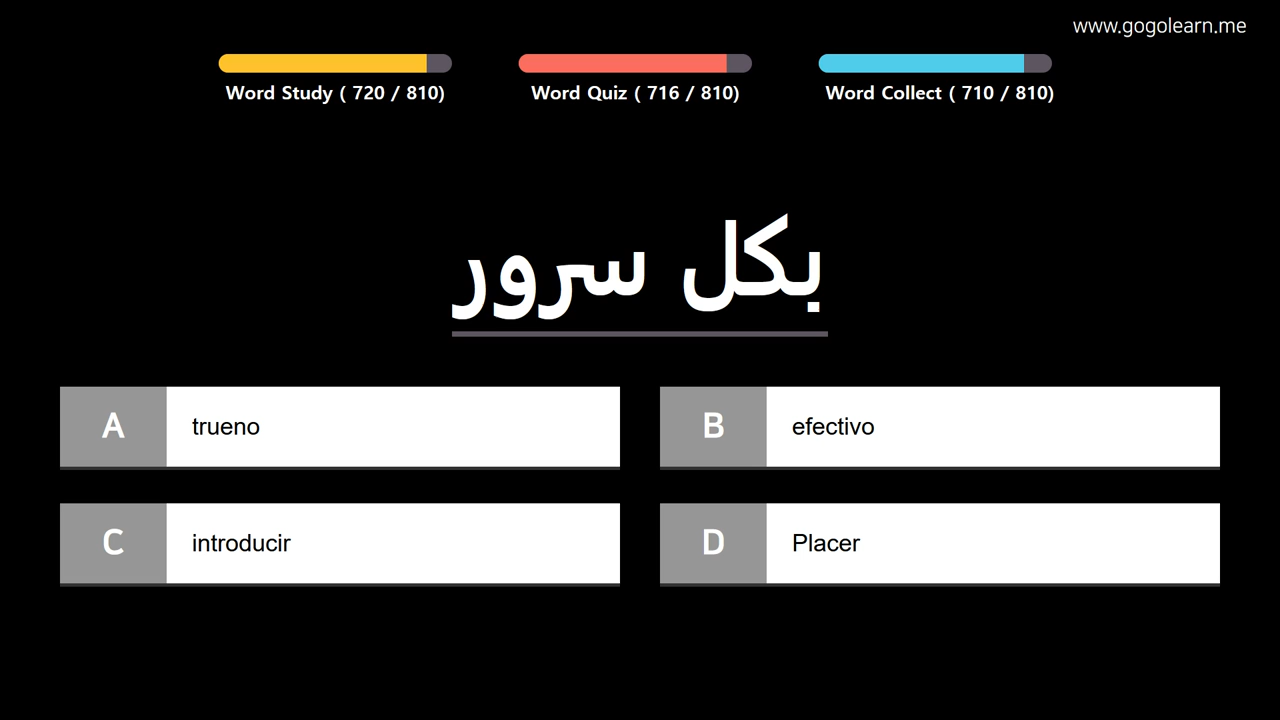 www.gogolearn.me
Word Study ( 720 / 810)
Word Quiz ( 716 / 810)
Word Collect ( 710 / 810)
بكل سرور
A trueno
B efectivo
C introducir
D Placer